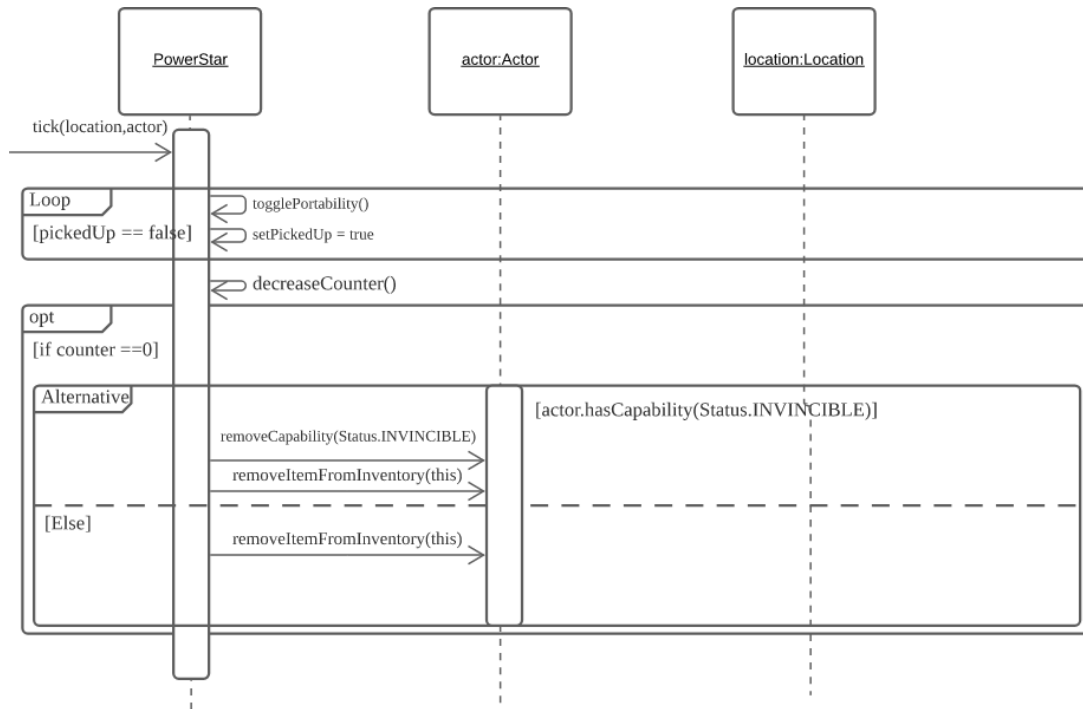 PowerStar
actor:Actor
location:Location
tick(location,actor)
Loop
togglePortability()
[pickedUp == false]
setPickedUp = true
decreaseCounter()
opt
[if counter ==0]
Alternative
[actor.hasCapability(Status.INVINCIBLE)]
removeCapability(Status.INVINCIBLE)
removeItemFromInventory(this)
[Else]
removeItemFromInventory(this)